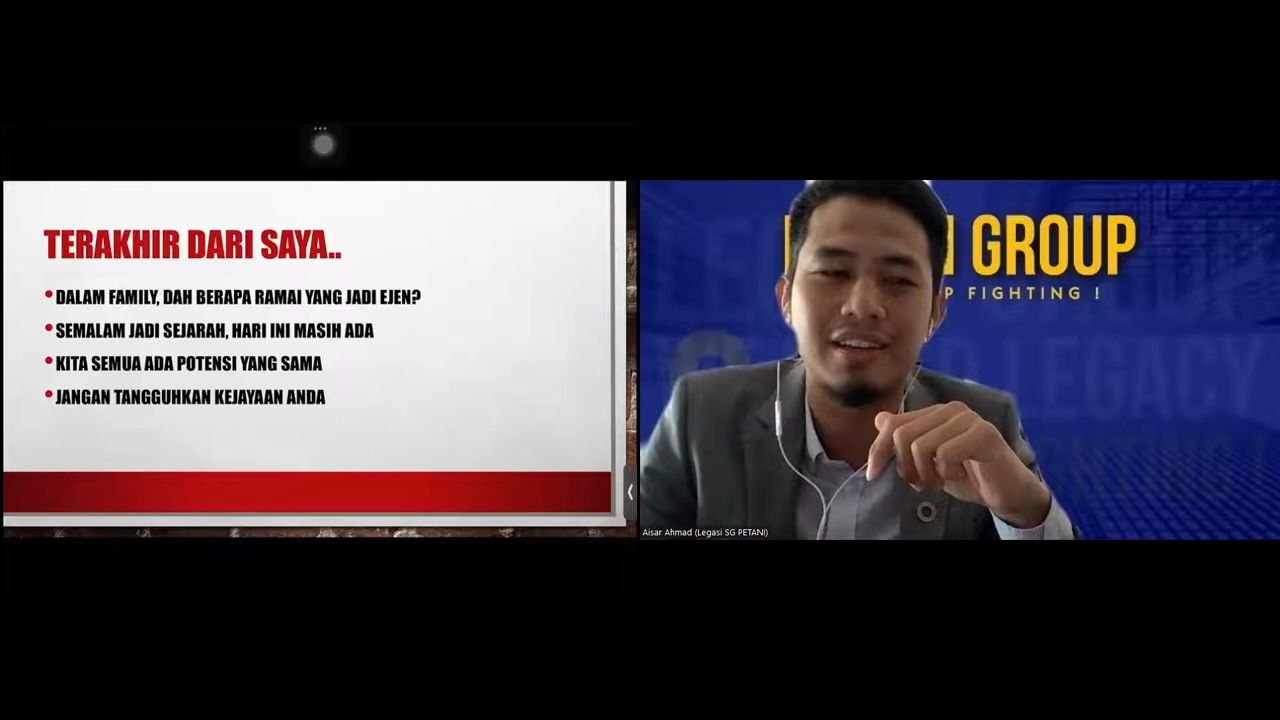 TERAKHIR DARI SAYA..
DALAM FAMILY, DAH BERAPA RAMAI YANG JADI EJEN?
SEMALAM JADI SEJARAH, HARI INI MASIH ADA
KITA SEMUA ADA POTENSI YANG SAMA
JANGAN TANGGUHKAN KEJAYAAN ANDA
GROUP
P FIGHTING !
LEGACY
Aisar Ahmad (Legasi SG PETANI)